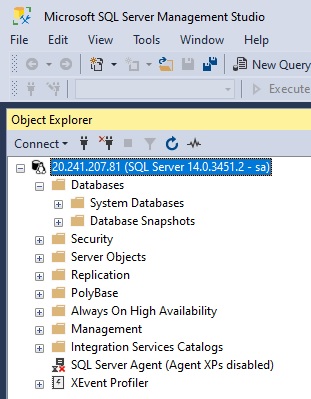 Microsoft SQL Server Management Studio
File Edit View Tools Window Help
New Query
Execute
Object Explorer
Connect
20.241.207.81 (SQL Server 14.0.3451.2 - sa)
Databases
System Databases
Database Snapshots
Security
Server Objects
Replication
PolyBase
Always On High Availability
Management
Integration Services Catalogs
SQL Server Agent (Agent XPs disabled)
XEvent Profiler